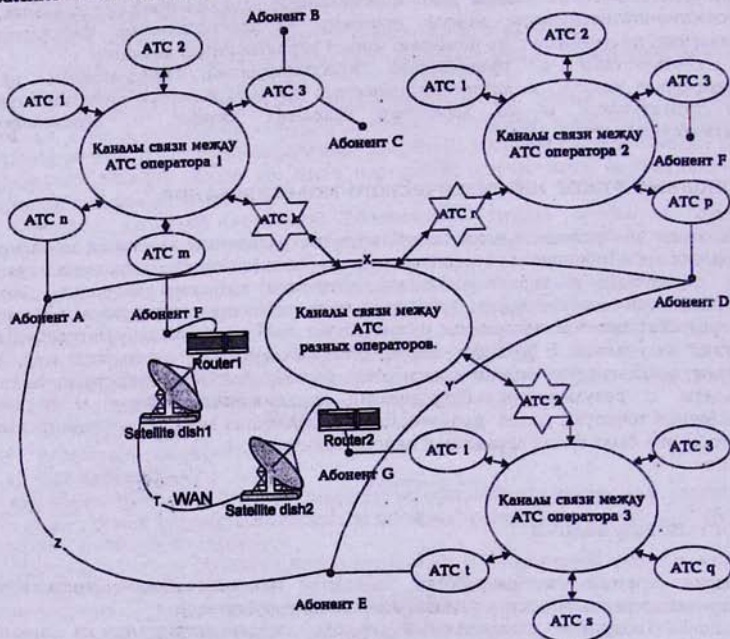 Абонент B
АТС 2
АТС 1
АТС 3
Каналы связи между
АТС оператора 1
Абонент C
АТС n
АТС k
АТС m
Абонент A
АТС 2
АТС 1
АТС 3
Каналы связи между
АТС оператора 2
Абонент F
АТС r
АТС p
X
Абонент D
Абонент P
Каналы связи между
АТС
разных операторов.
Router1
Y
Satellite dish1
Router2
Абонент G
T
WAN
Satellite dish2
АТС 1
АТС 3
Каналы связи между
АТС оператора 3
Z
АТС t
АТС q
Абонент E
АТС s